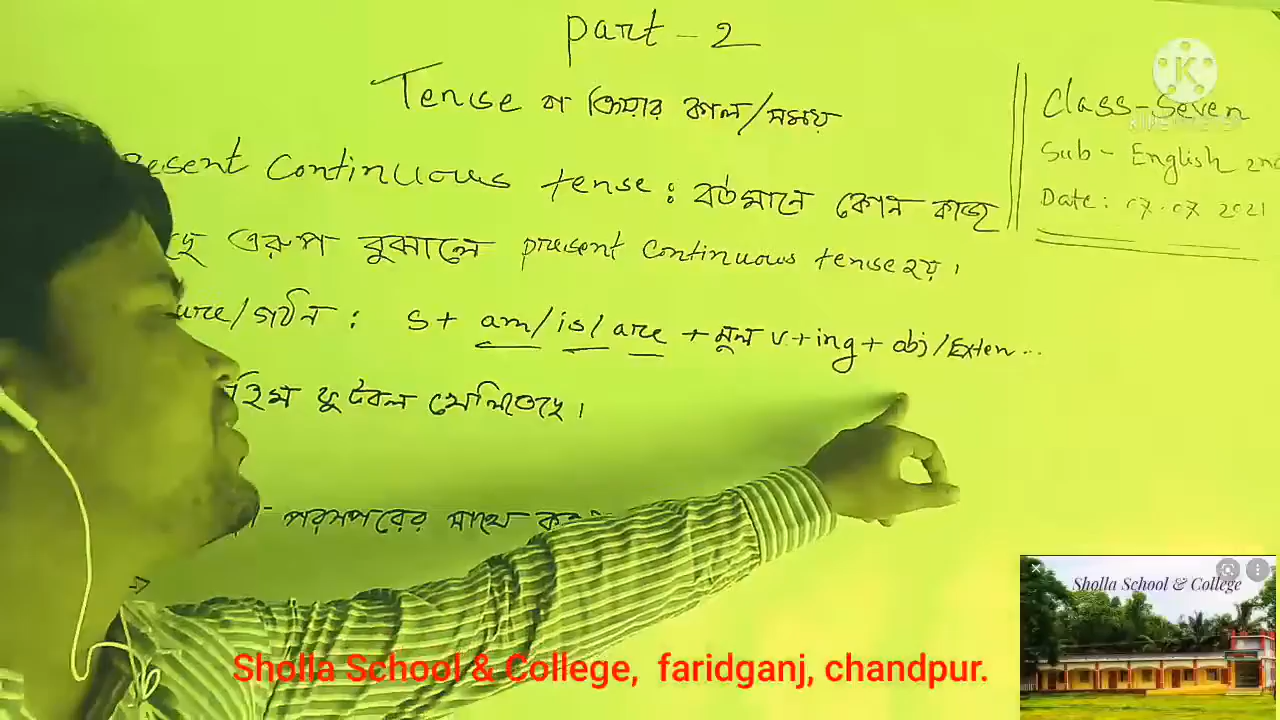 Part - 2
Tense বা ক্রিয়ার কাল/সময়
Class-Seven
Sub - English 2nd
Date: 07.07 2021
resent Continuous tense : বর্তমানে কোন কাজ
ছে এরূপ বুঝালে present continuous tense হয়।
ure/গঠন : S + am/is/are + মূল v + ing + obj/Exten...
হিম ফুটবল খেলিতেছে।
পরস্পরের সাথে
Sholla School & College
Sholla School & College, faridganj, chandpur.